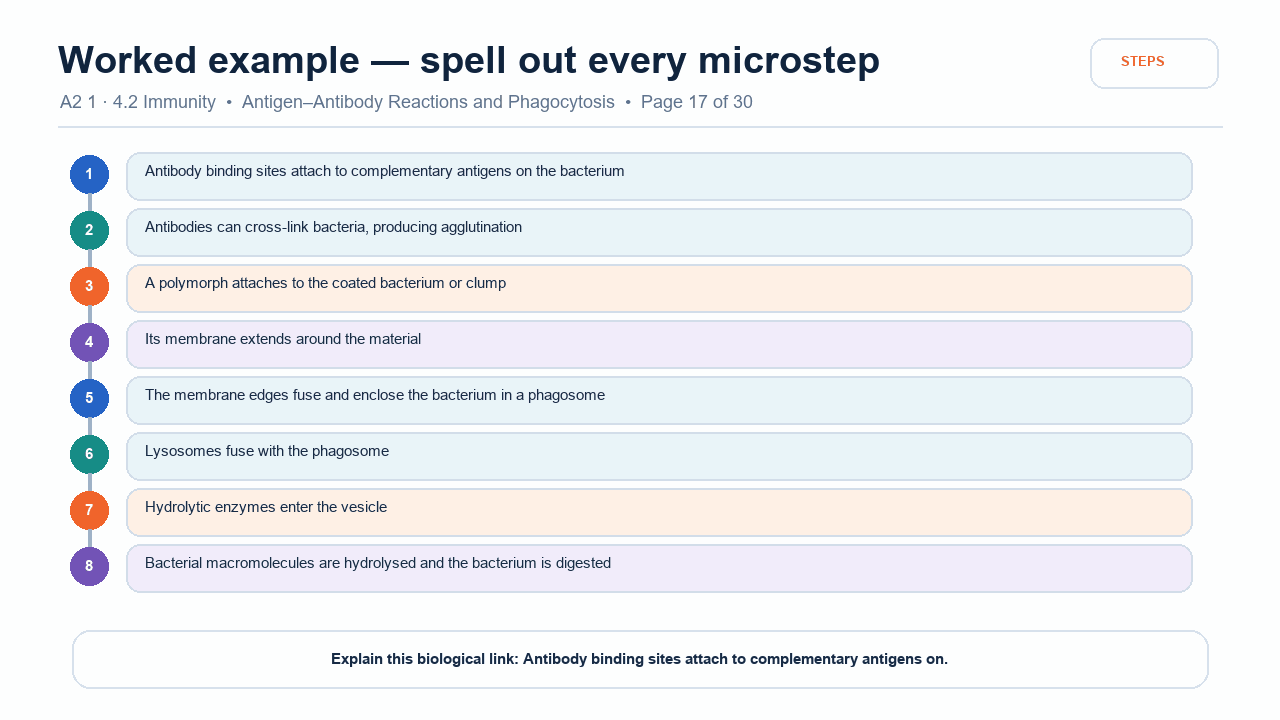 Worked example — spell out every microstep
STEPS
A2 1 · 4.2 Immunity • Antigen–Antibody Reactions and Phagocytosis • Page 17 of 30
1 Antibody binding sites attach to complementary antigens on the bacterium
2 Antibodies can cross-link bacteria, producing agglutination
3 A polymorph attaches to the coated bacterium or clump
4 Its membrane extends around the material
5 The membrane edges fuse and enclose the bacterium in a phagosome
6 Lysosomes fuse with the phagosome
7 Hydrolytic enzymes enter the vesicle
8 Bacterial macromolecules are hydrolysed and the bacterium is digested
Explain this biological link: Antibody binding sites attach to complementary antigens on.